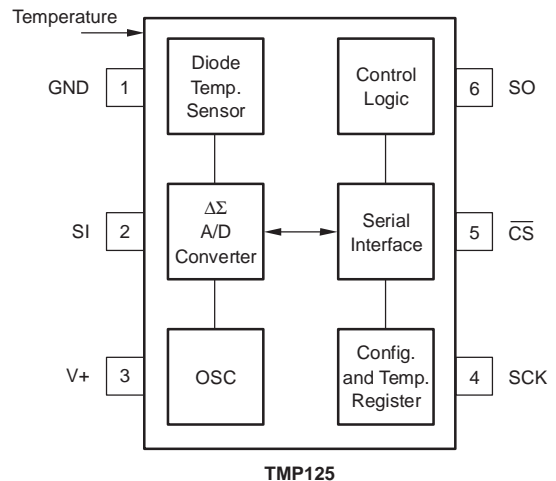 Temperature
GND
1
Diode
Temp.
Sensor
Control
Logic
6
SO
SI
2
ΔΣ
A/D
Converter
Serial
Interface
5
C̅S̅
V+
3
OSC
Config.
and Temp.
Register
4
SCK
TMP125